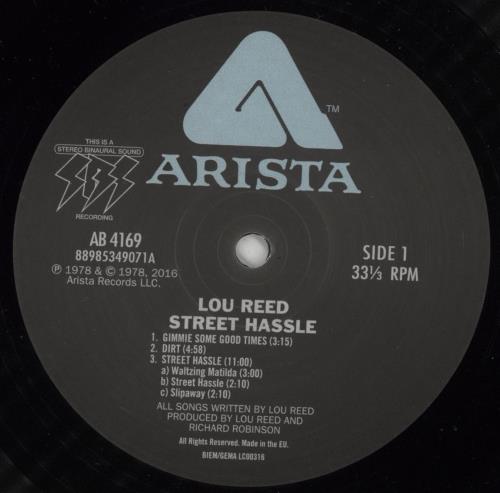 ™
ARISTA
THIS IS A
STEREO BINAURAL SOUND
SBS
RECORDING
AB 4169
88985349071A
℗ 1978 & © 1978, 2016
Arista Records LLC.
SIDE 1
33⅓ RPM
LOU REED
STREET HASSLE
1. GIMMIE SOME GOOD TIMES (3:15)
2. DIRT (4:58)
3. STREET HASSLE (11:00)
a) Waltzing Matilda (3:00)
b) Street Hassle (2:10)
c) Slipaway (2:10)
ALL SONGS WRITTEN BY LOU REED
PRODUCED BY LOU REED AND
RICHARD ROBINSON
All Rights Reserved. Made in the EU.
BIEM/GEMA LC00316